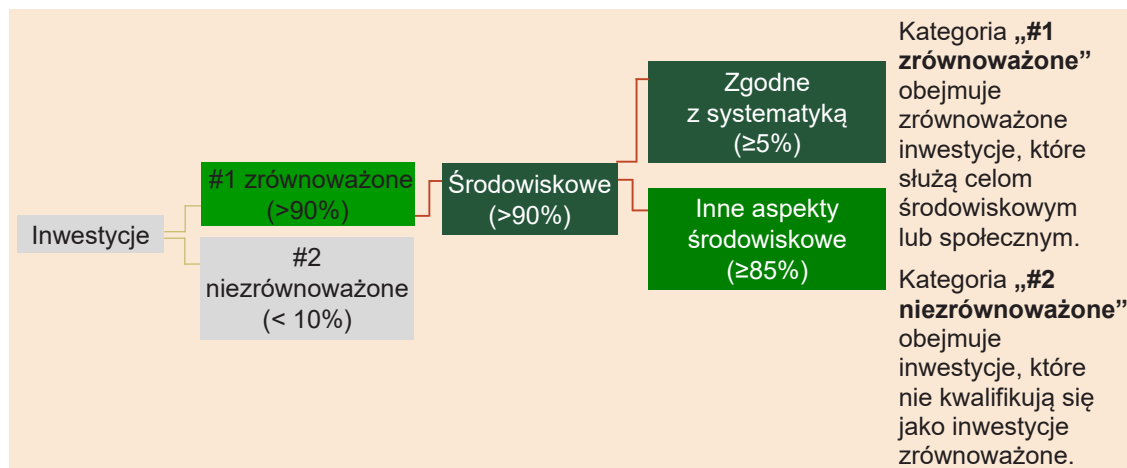 Inwestycje
#1 zrównoważone
(>90%)
#2
niezrównoważone
(< 10%)
Środowiskowe
(>90%)
Zgodne
z systematyką
(≥5%)
Inne aspekty
środowiskowe
(≥85%)
Kategoria „#1
zrównoważone”
obejmuje
zrównoważone
inwestycje, które
służą celom
środowiskowym
lub społecznym.
Kategoria „#2
niezrównoważone”
obejmuje
inwestycje, które
nie kwalifikują się
jako inwestycje
zrównoważone.